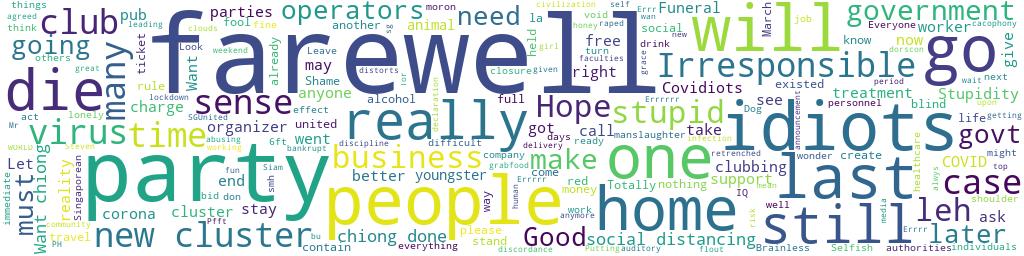 things
agreed
think
others
club
pub
leading
fool
parties
another
operators
social
animal
Errr
need
la
held
Funeral
void
honey
wan
raped
self
girl
civilization
government
Everyone
cacophony
job
March
dorscon
worker
know
now
new
rule
act
Mr
going
great
many
ticket
clouds
Look
Want
weekend
already
farewell
se
moron
fine
Leave
may
Shame
anyone
distorts
closure
given
free
turn
right
drink
grace
faculties
will
go
give
die
lockdown
charge
sense
effect
alcohol
full
Hope
Irresponsible
Covidiots
Errrrrr
stupid
see
existed
treatment
personnel
period
wait
next
Stupidity
upon
blind
Dog
virus
time
lonely
SGUnited
6ft
abusing
organizer
united
went
bankrupt
really
difficult
discipline
declaration
got
days
delivery
call
ready
manslaughter
take
infection
announcement
idiots
life
getting
might
top
govt
WORLD
Let
must
immediate
Want chiong
reality
Steven
Singaporean
working
fun
Siam
smh
party
business
youngster
better
company
grabfood
come
human
Errrrr
make
one
retrenched
clubbing
support
IQ
mean
wonder
create
last
COVID
healthcare
always
case
shoulder
bid
don
end
corona
cluster
stay
people
way
red
money
work
anymore
Totally
nothing
home
risk
well
media
still
leh
ask
later
individuals
travel
community
PM
new cluster
Pfft
bu
contain
chiong done
everything
please
stand
discordance
Good
Putting
auditory
social distancing
flout
Brainless
Selfish
Errrr
authorities